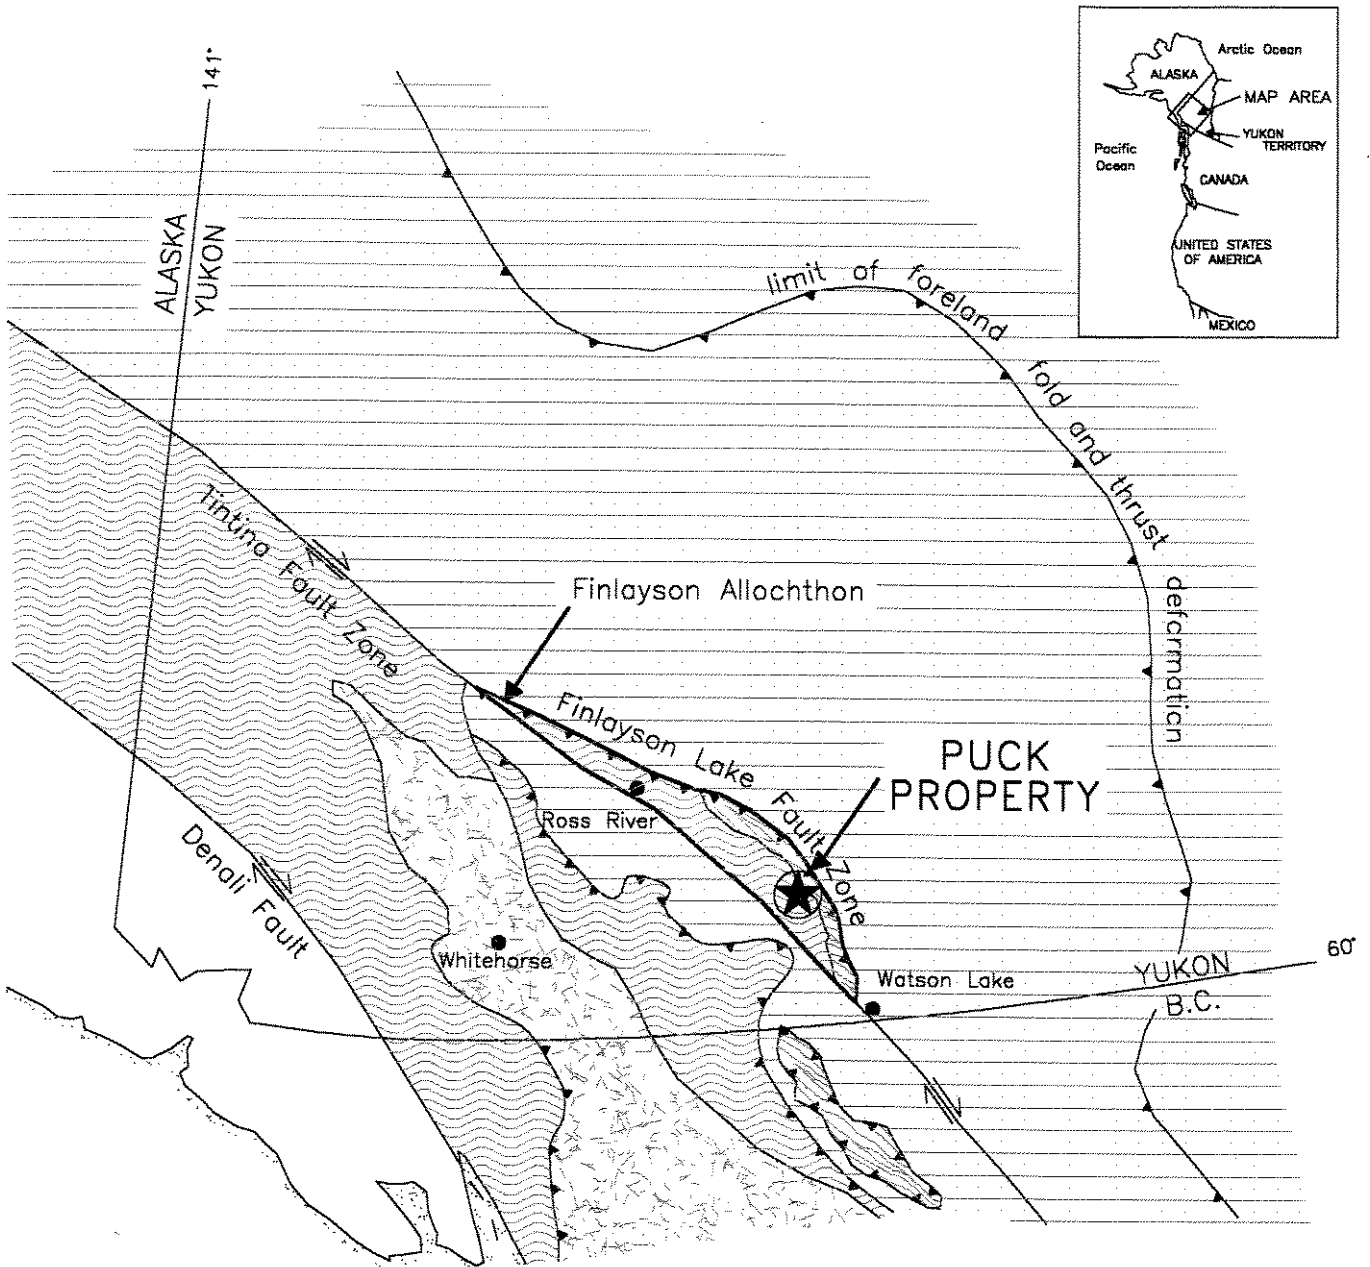 Arctic Ocean
ALASKA
MAP AREA
YUKON
TERRITORY
Pacific
Ocean
CANADA
UNITED STATES
OF AMERICA
MEXICO
141°
ALASKA
YUKON
limit of foreland fold and thrust deformation
Tintina Fault Zone
Finlayson Allochthon
Finlayson Lake Fault Zone
PUCK
PROPERTY
Ross River
Denali Fault
Whitehorse
Watson Lake
YUKON
60°
B.C.